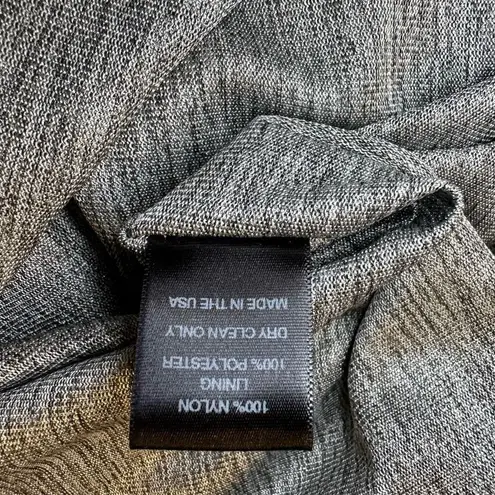 100% NYLON
LINING
100% POLYESTER
DRY CLEAN ONLY
MADE IN THE USA